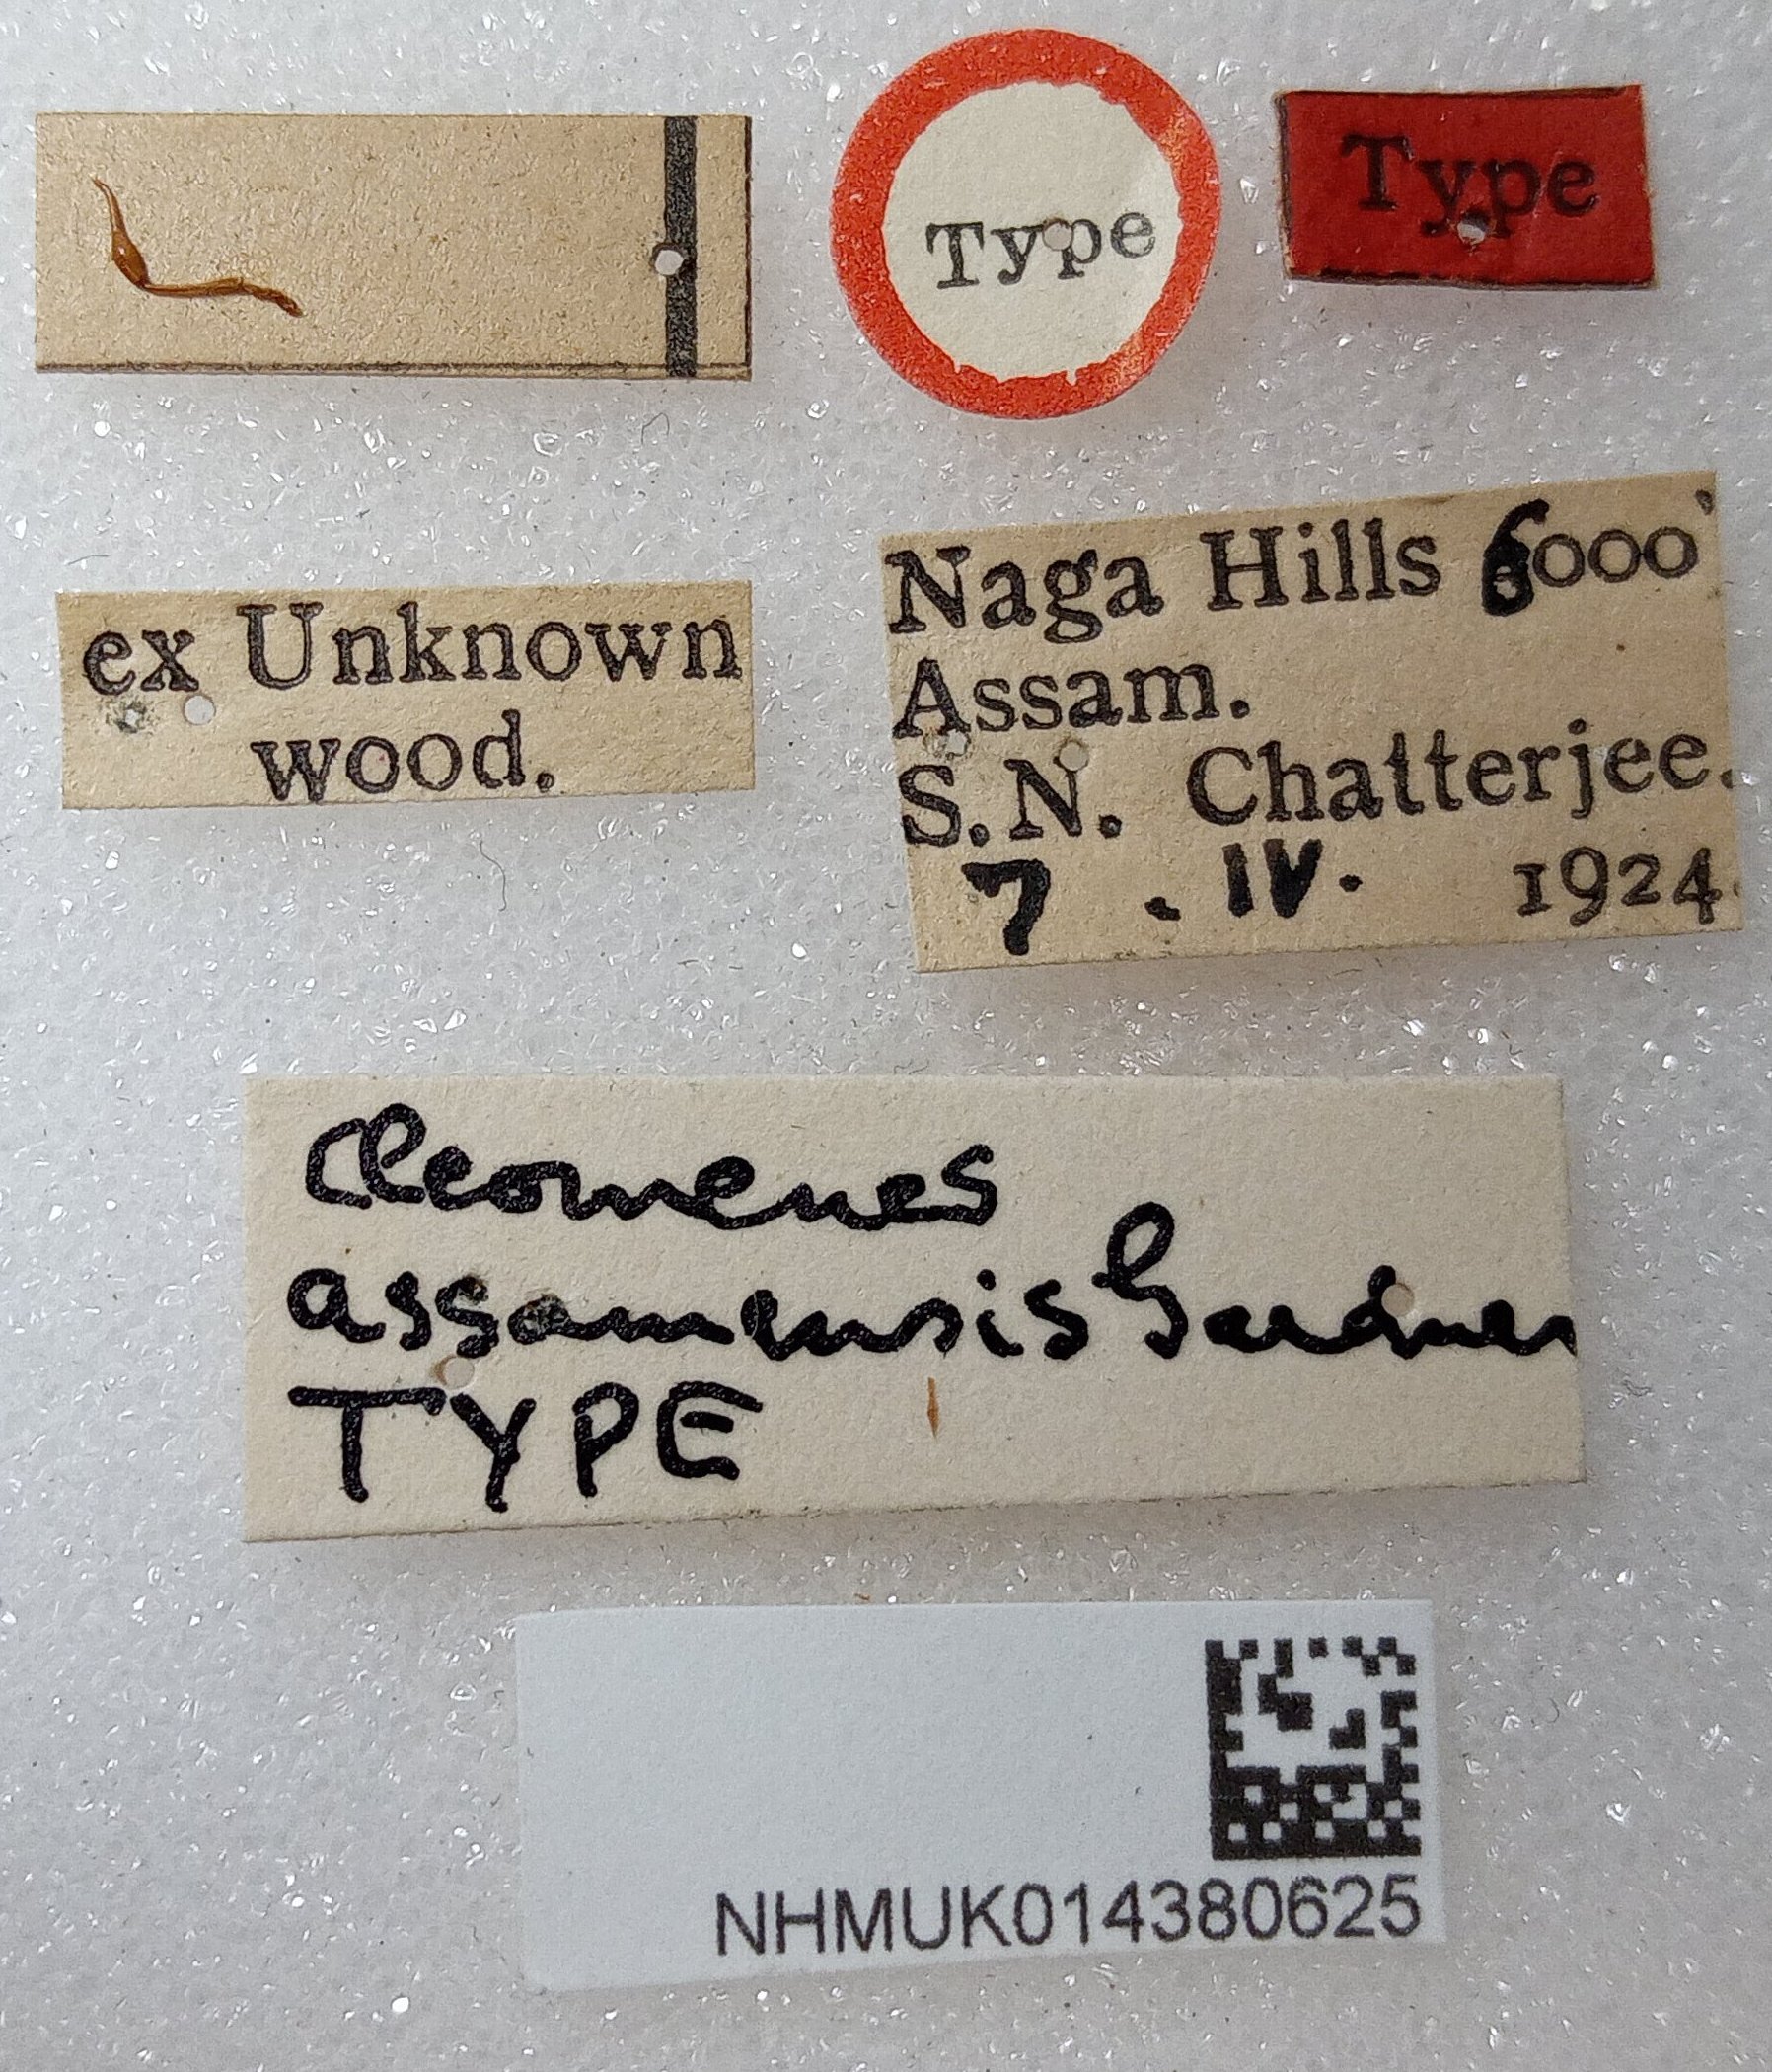 Type
Type
ex Unknown
wood.
Naga Hills 6000'
Assam.
S.N. Chatterjee.
7 . IV. 1924.
Cleomenes
assamensis Gardner
TYPE
NHMUK014380625